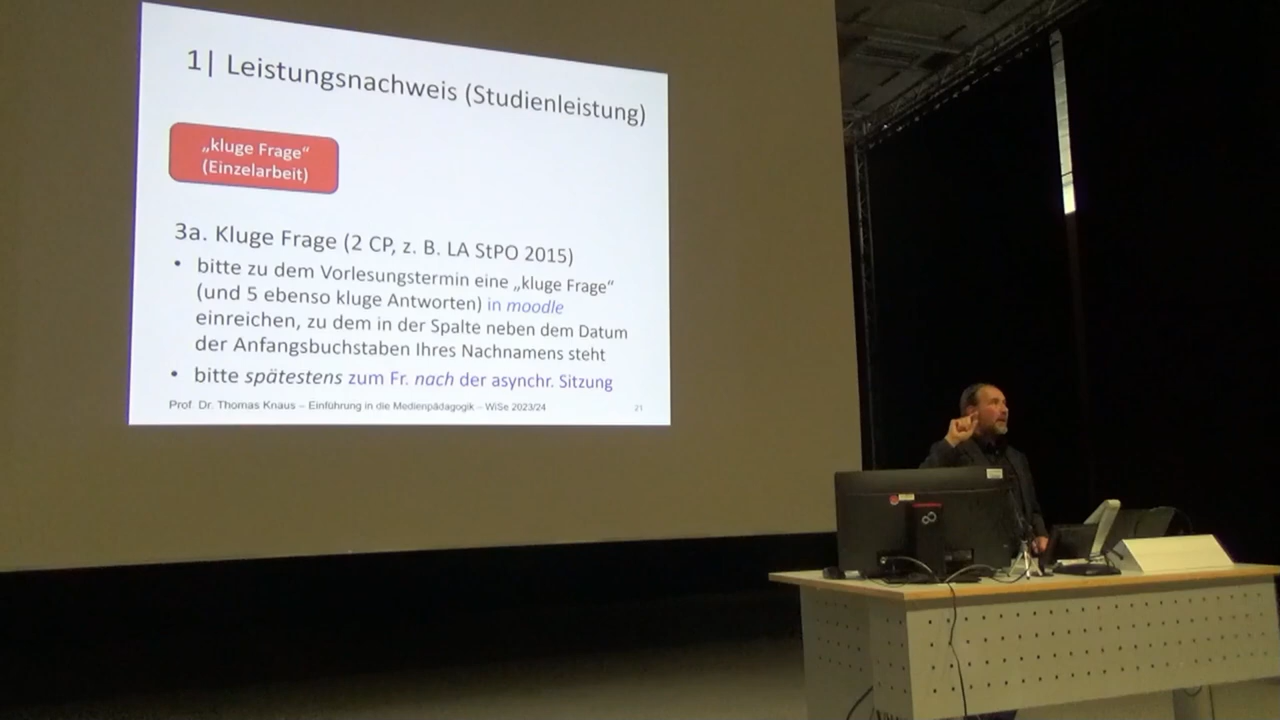 1| Leistungsnachweis (Studienleistung)
„kluge Frage“
(Einzelarbeit)
3a. Kluge Frage (2 CP, z. B. LA StPO 2015)
• bitte zu dem Vorlesungstermin eine „kluge Frage“
(und 5 ebenso kluge Antworten) in moodle
einreichen, zu dem in der Spalte neben dem Datum
der Anfangsbuchstaben Ihres Nachnamens steht
• bitte spätestens zum Fr. nach der asynchr. Sitzung
Prof. Dr. Thomas Knaus – Einführung in die Medienpädagogik – WiSe 2023/24 21